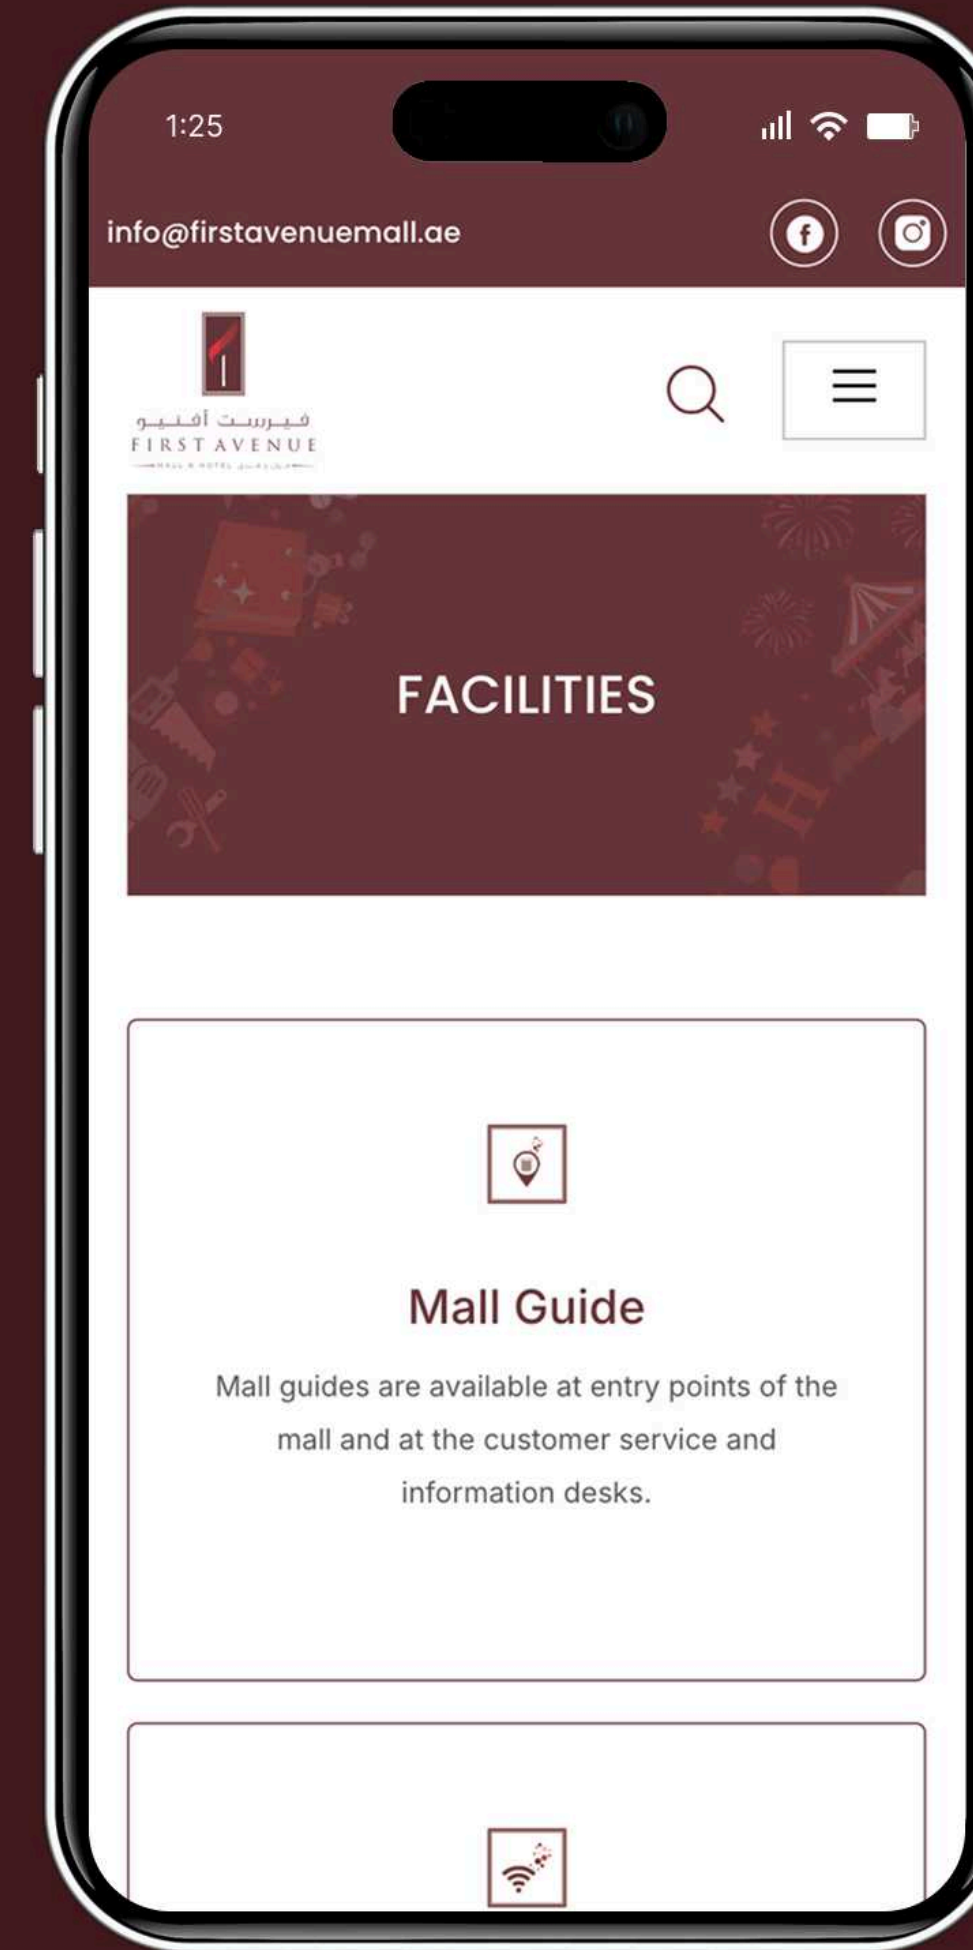 1:25
info@firstavenuemall.ae
فيرست أفنيو
FIRST AVENUE
FACILITIES
Mall Guide
Mall guides are available at entry points of the
mall and at the customer service and
information desks.